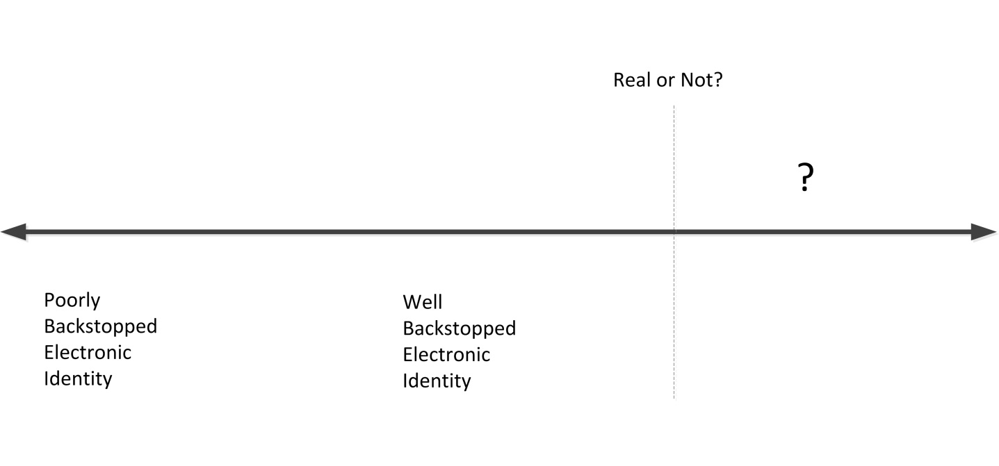 Real or Not?
?
Poorly
Backstopped
Electronic
Identity
Well
Backstopped
Electronic
Identity